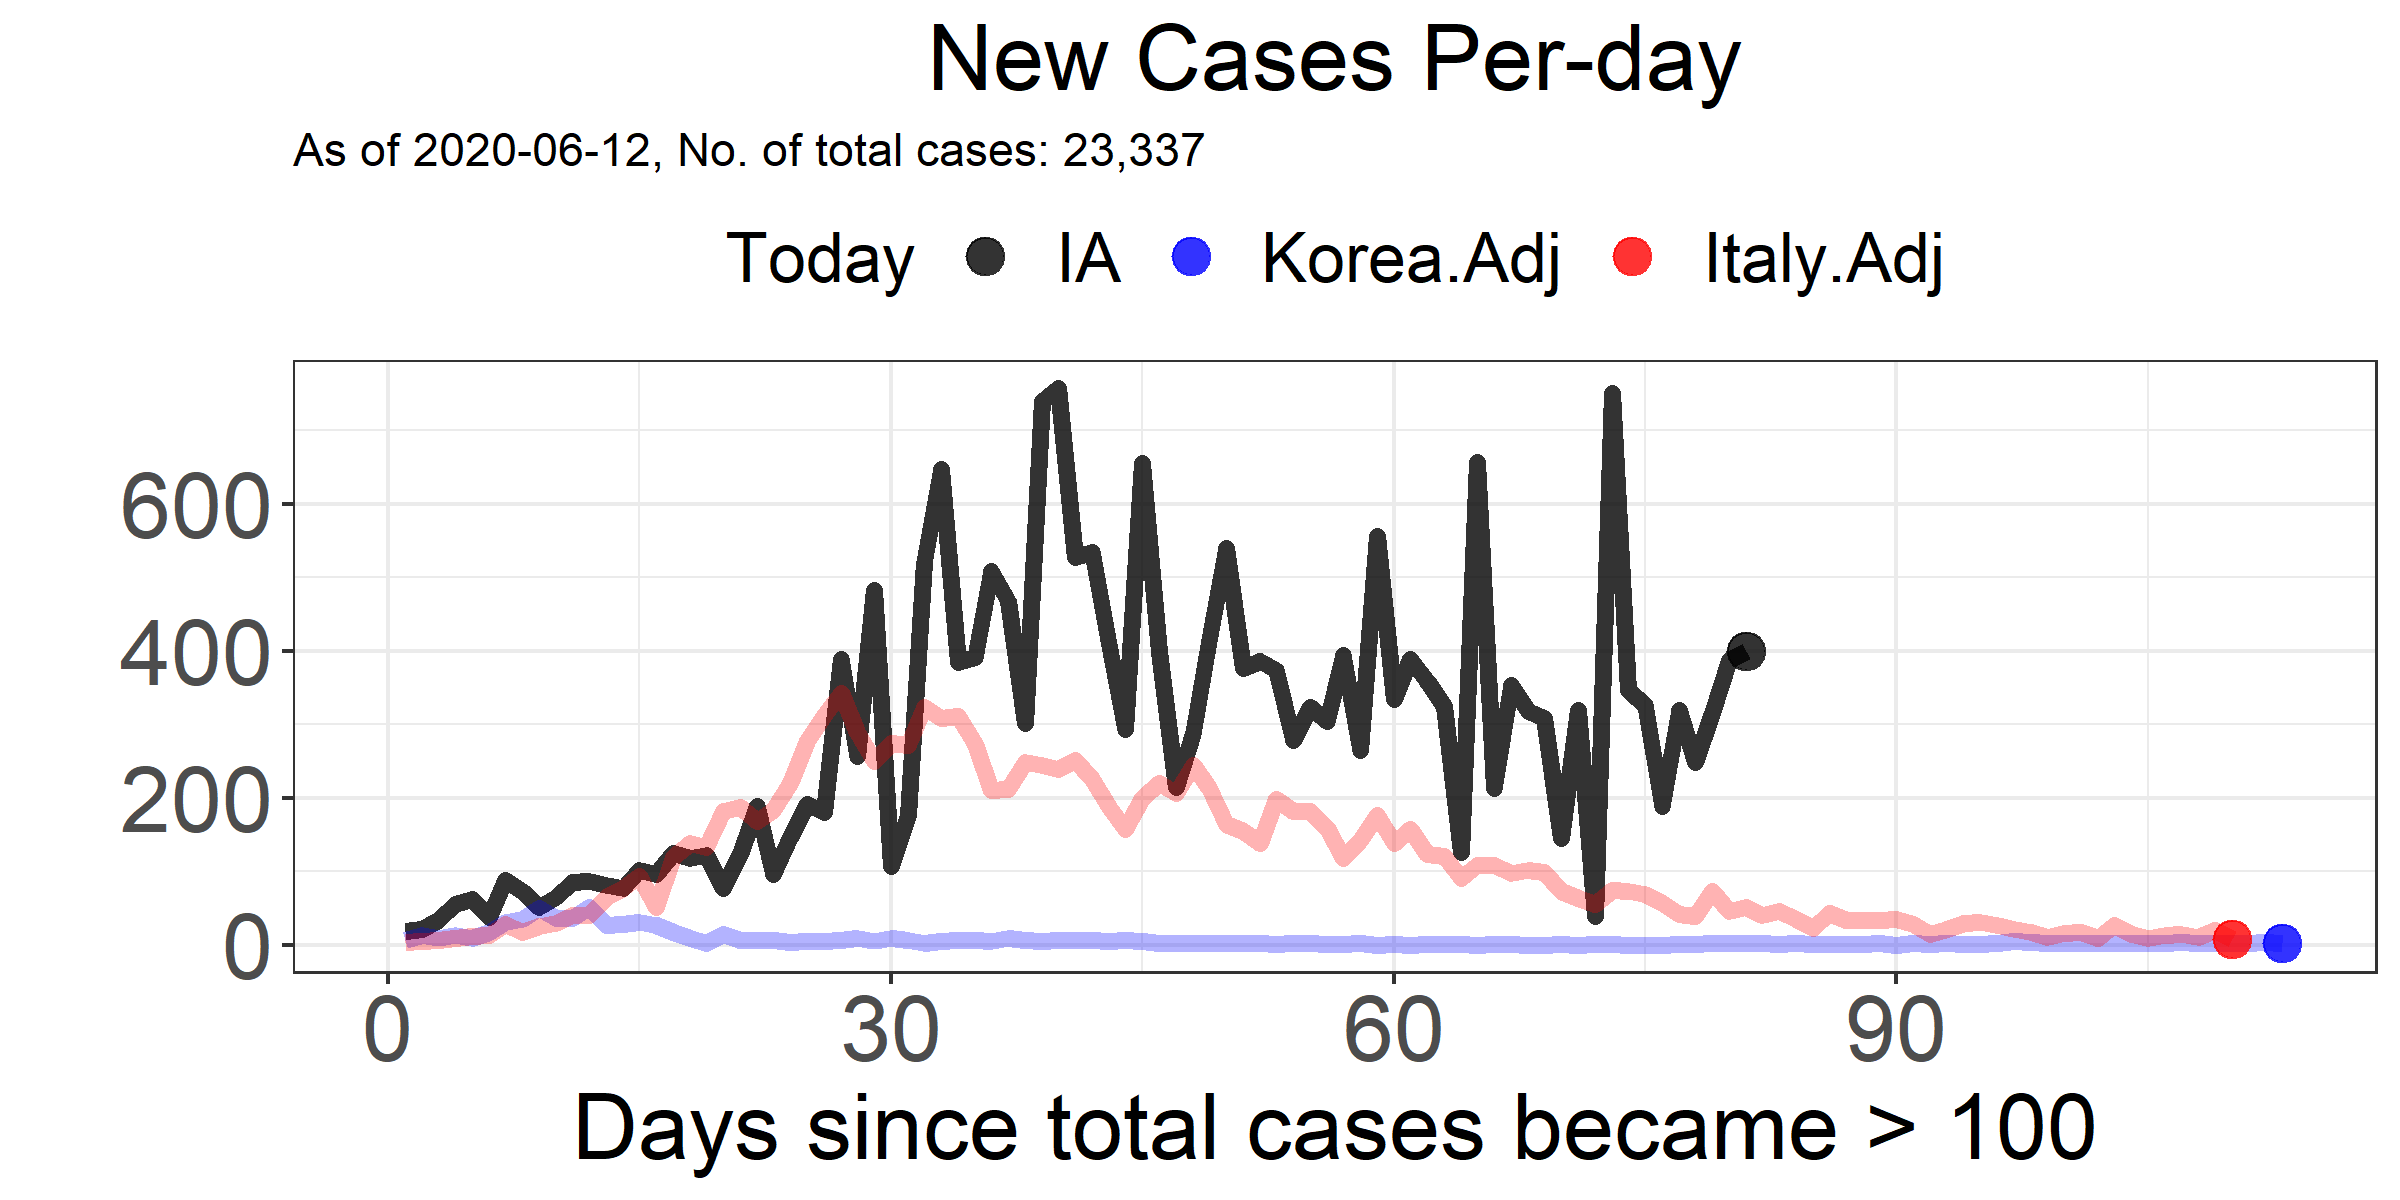 New Cases Per-day
As of 2020-06-12, No. of total cases: 23,337
Today IA Korea.Adj Italy.Adj
600
400
200
0
0 30 60 90
Days since total cases became > 100